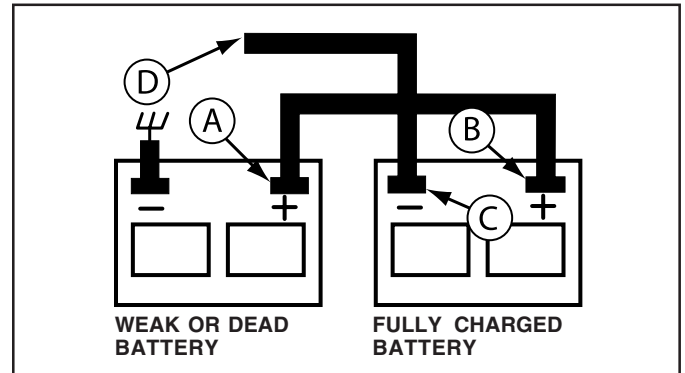 D
A
B
C
− +
− +
WEAK OR DEAD
BATTERY
FULLY CHARGED
BATTERY